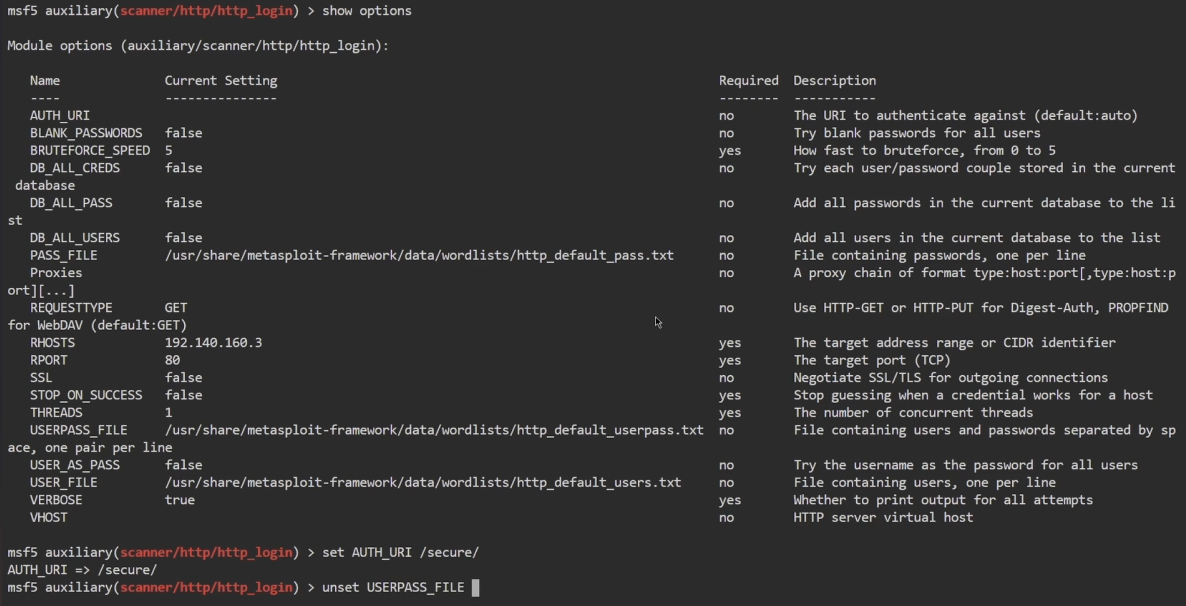 msf5 auxiliary(scanner/http/http_login) > show options
Module options (auxiliary/scanner/http/http_login):
Name Current Setting Required Description
---- --------------- -------- -----------
AUTH_URI no The URI to authenticate against (default:auto)
BLANK_PASSWORDS false no Try blank passwords for all users
BRUTEFORCE_SPEED 5 yes How fast to bruteforce, from 0 to 5
DB_ALL_CREDS false no Try each user/password couple stored in the current
database
DB_ALL_PASS false no Add all passwords in the current database to the li
st
DB_ALL_USERS false no Add all users in the current database to the list
PASS_FILE /usr/share/metasploit-framework/data/wordlists/http_default_pass.txt no File containing passwords, one per line
Proxies no A proxy chain of format type:host:port[,type:host:p
ort][...]
REQUESTTYPE GET no Use HTTP-GET or HTTP-PUT for Digest-Auth, PROPFIND
for WebDAV (default:GET)
RHOSTS 192.140.160.3 yes The target address range or CIDR identifier
RPORT 80 yes The target port (TCP)
SSL false no Negotiate SSL/TLS for outgoing connections
STOP_ON_SUCCESS false yes Stop guessing when a credential works for a host
THREADS 1 yes The number of concurrent threads
USERPASS_FILE /usr/share/metasploit-framework/data/wordlists/http_default_userpass.txt no File containing users and passwords separated by sp
ace, one pair per line
USER_AS_PASS false no Try the username as the password for all users
USER_FILE /usr/share/metasploit-framework/data/wordlists/http_default_users.txt no File containing users, one per line
VERBOSE true yes Whether to print output for all attempts
VHOST no HTTP server virtual host
msf5 auxiliary(scanner/http/http_login) > set AUTH_URI /secure/
AUTH_URI => /secure/
msf5 auxiliary(scanner/http/http_login) > unset USERPASS_FILE